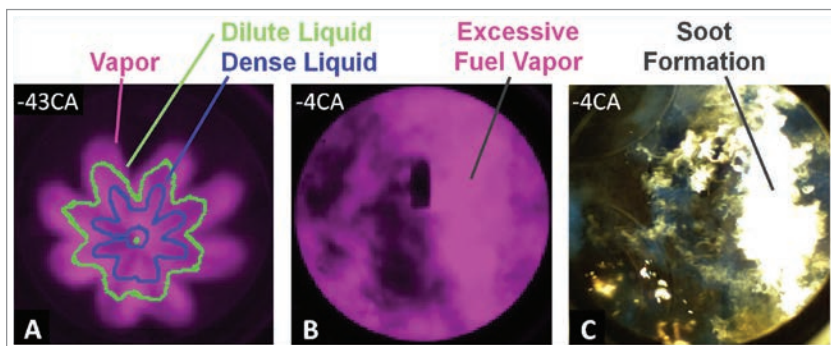 Vapor
Dilute Liquid
Dense Liquid
Excessive
Fuel Vapor
Soot
Formation
-43CA
-4CA
-4CA
A
B
C